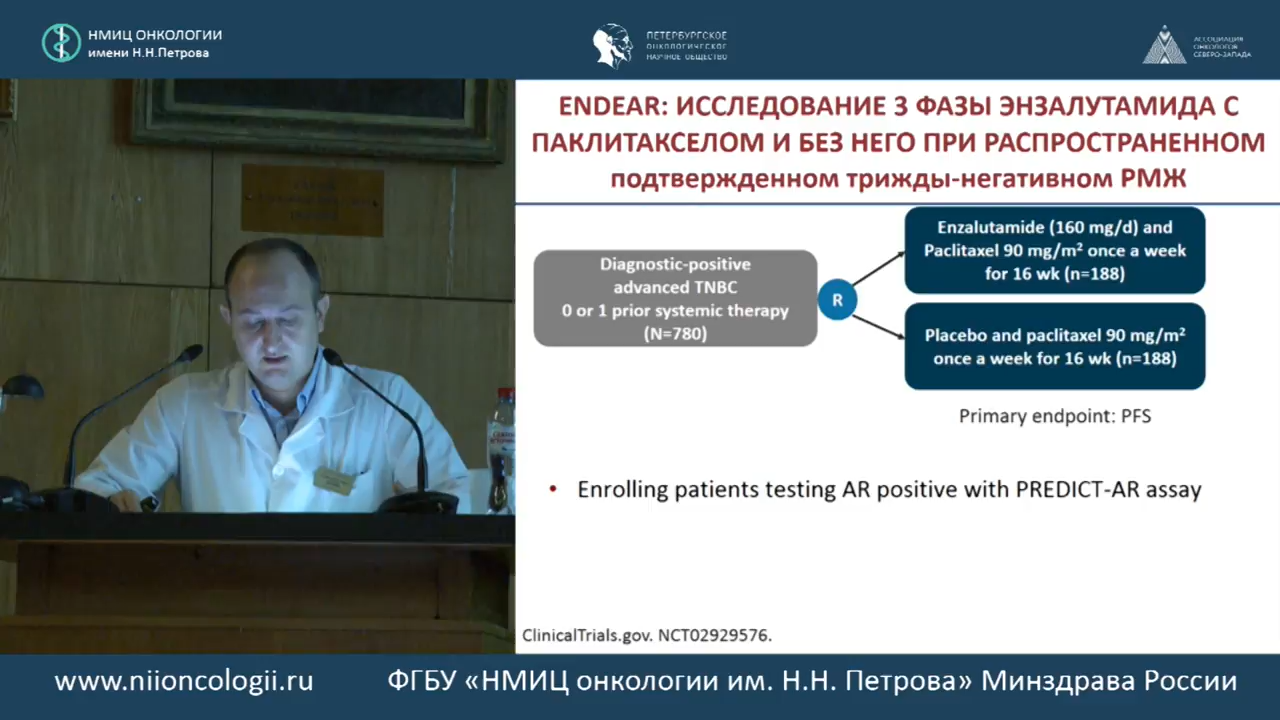 НМИЦ ОНКОЛОГИИ
имени Н.Н.Петрова
ПЕТЕРБУРГСКОЕ
ОНКОЛОГИЧЕСКОЕ
НАУЧНОЕ ОБЩЕСТВО
АССОЦИАЦИЯ
ОНКОЛОГОВ
СЕВЕРО-ЗАПАДА
ENDEAR: ИССЛЕДОВАНИЕ 3 ФАЗЫ ЭНЗАЛУТАМИДА С
ПАКЛИТАКСЕЛОМ И БЕЗ НЕГО ПРИ РАСПРОСТРАНЕННОМ
подтвержденном трижды-негативном РМЖ
Diagnostic-positive
advanced TNBC
0 or 1 prior systemic therapy
(N=780)
R
Enzalutamide (160 mg/d) and
Paclitaxel 90 mg/m² once a week
for 16 wk (n=188)
Placebo and paclitaxel 90 mg/m²
once a week for 16 wk (n=188)
Primary endpoint: PFS
• Enrolling patients testing AR positive with PREDICT-AR assay
ClinicalTrials.gov. NCT02929576.
www.niioncologii.ru
ФГБУ «НМИЦ онкологии им. Н.Н. Петрова» Минздрава России